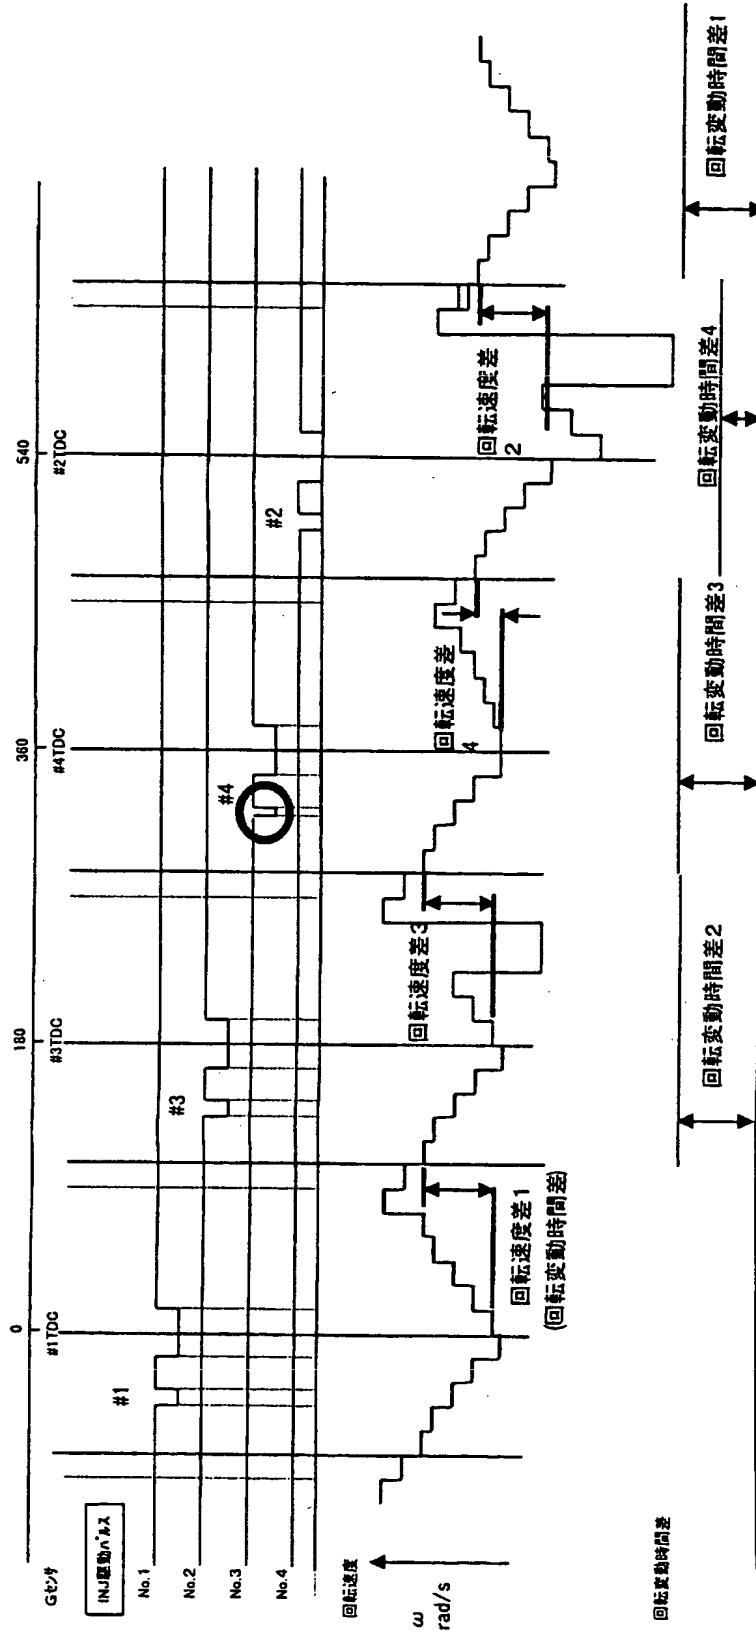 0
180
360
540
#1TDC
#3TDC
#4TDC
#2TDC
Gセンサ
INJ駆動パルス
No.1
No.2
No.3
No.4
#1
#3
#4
#2
回転速度
ω
rad/s
回転速度差1
(回転変動時間差)
回転速度差3
回転速度差
4
回転速度差
2
回転変動時間差
回転変動時間差2
回転変動時間差3
回転変動時間差4
回転変動時間差1